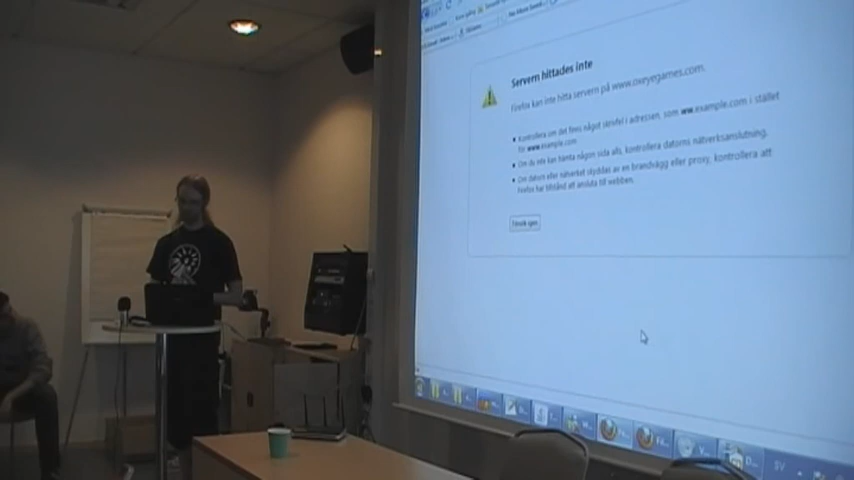 Servern hittades inte
Firefox kan inte hitta servern på www.oxeyegames.com.
Kontrollera om det finns något skrivfel i adressen, som ww.example.com i stället
för www.example.com
Om du inte kan hämta någon sida alls, kontrollera datorns nätverksanslutning.
Om datorn eller nätverket skyddas av en brandvägg eller proxy, kontrollera att
Firefox har tillstånd att ansluta till webben.
Försök igen
SV